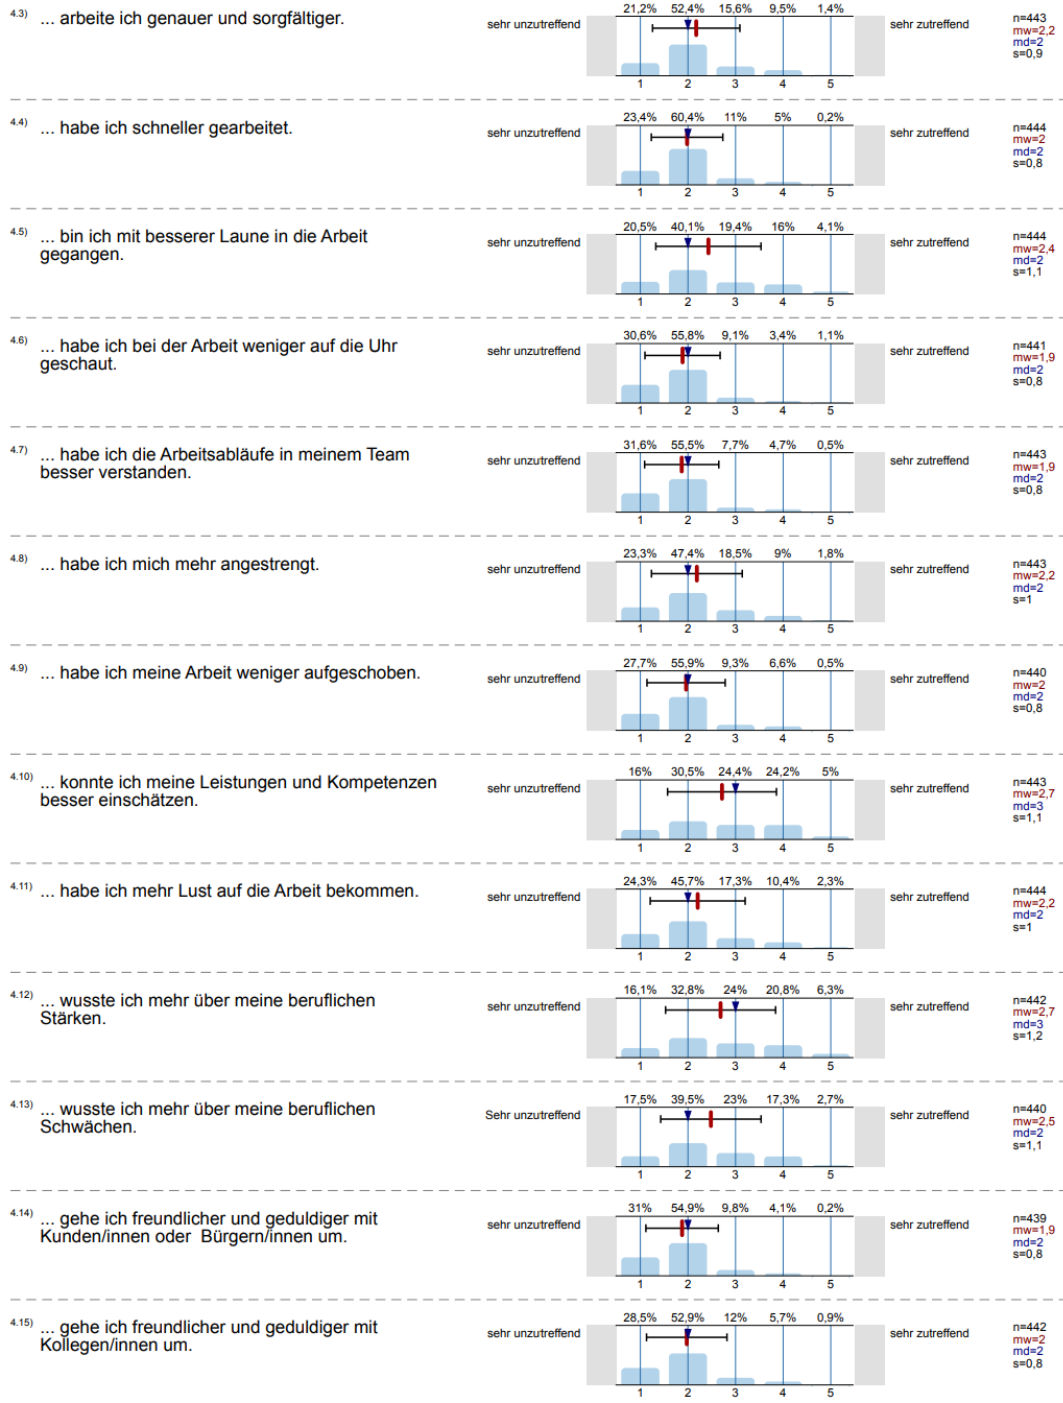 4.3) ... arbeite ich genauer und sorgfältiger.
sehr unzutreffend
21,2% 52,4% 15,6% 9,5% 1,4%
1 2 3 4 5
sehr zutreffend
n=443
mw=2,2
md=2
s=0,9
4.4) ... habe ich schneller gearbeitet.
sehr unzutreffend
23,4% 60,4% 11% 5% 0,2%
1 2 3 4 5
sehr zutreffend
n=444
mw=2
md=2
s=0,8
4.5) ... bin ich mit besserer Laune in die Arbeit
gegangen.
sehr unzutreffend
20,5% 40,1% 19,4% 16% 4,1%
1 2 3 4 5
sehr zutreffend
n=444
mw=2,4
md=2
s=1,1
4.6) ... habe ich bei der Arbeit weniger auf die Uhr
geschaut.
sehr unzutreffend
30,6% 55,8% 9,1% 3,4% 1,1%
1 2 3 4 5
sehr zutreffend
n=441
mw=1,9
md=2
s=0,8
4.7) ... habe ich die Arbeitsabläufe in meinem Team
besser verstanden.
sehr unzutreffend
31,6% 55,5% 7,7% 4,7% 0,5%
1 2 3 4 5
sehr zutreffend
n=443
mw=1,9
md=2
s=0,8
4.8) ... habe ich mich mehr angestrengt.
sehr unzutreffend
23,3% 47,4% 18,5% 9% 1,8%
1 2 3 4 5
sehr zutreffend
n=443
mw=2,2
md=2
s=1
4.9) ... habe ich meine Arbeit weniger aufgeschoben.
sehr unzutreffend
27,7% 55,9% 9,3% 6,6% 0,5%
1 2 3 4 5
sehr zutreffend
n=440
mw=2
md=2
s=0,8
4.10) ... konnte ich meine Leistungen und Kompetenzen
besser einschätzen.
sehr unzutreffend
16% 30,5% 24,4% 24,2% 5%
1 2 3 4 5
sehr zutreffend
n=443
mw=2,7
md=3
s=1,1
4.11) ... habe ich mehr Lust auf die Arbeit bekommen.
sehr unzutreffend
24,3% 45,7% 17,3% 10,4% 2,3%
1 2 3 4 5
sehr zutreffend
n=444
mw=2,2
md=2
s=1
4.12) ... wusste ich mehr über meine beruflichen
Stärken.
sehr unzutreffend
16,1% 32,8% 24% 20,8% 6,3%
1 2 3 4 5
sehr zutreffend
n=442
mw=2,7
md=3
s=1,2
4.13) ... wusste ich mehr über meine beruflichen
Schwächen.
Sehr unzutreffend
17,5% 39,5% 23% 17,3% 2,7%
1 2 3 4 5
sehr zutreffend
n=440
mw=2,5
md=2
s=1,1
4.14) ... gehe ich freundlicher und geduldiger mit
Kunden/innen oder Bürgern/innen um.
sehr unzutreffend
31% 54,9% 9,8% 4,1% 0,2%
1 2 3 4 5
sehr zutreffend
n=439
mw=1,9
md=2
s=0,8
4.15) ... gehe ich freundlicher und geduldiger mit
Kollegen/innen um.
sehr unzutreffend
28,5% 52,9% 12% 5,7% 0,9%
1 2 3 4 5
sehr zutreffend
n=442
mw=2
md=2
s=0,8